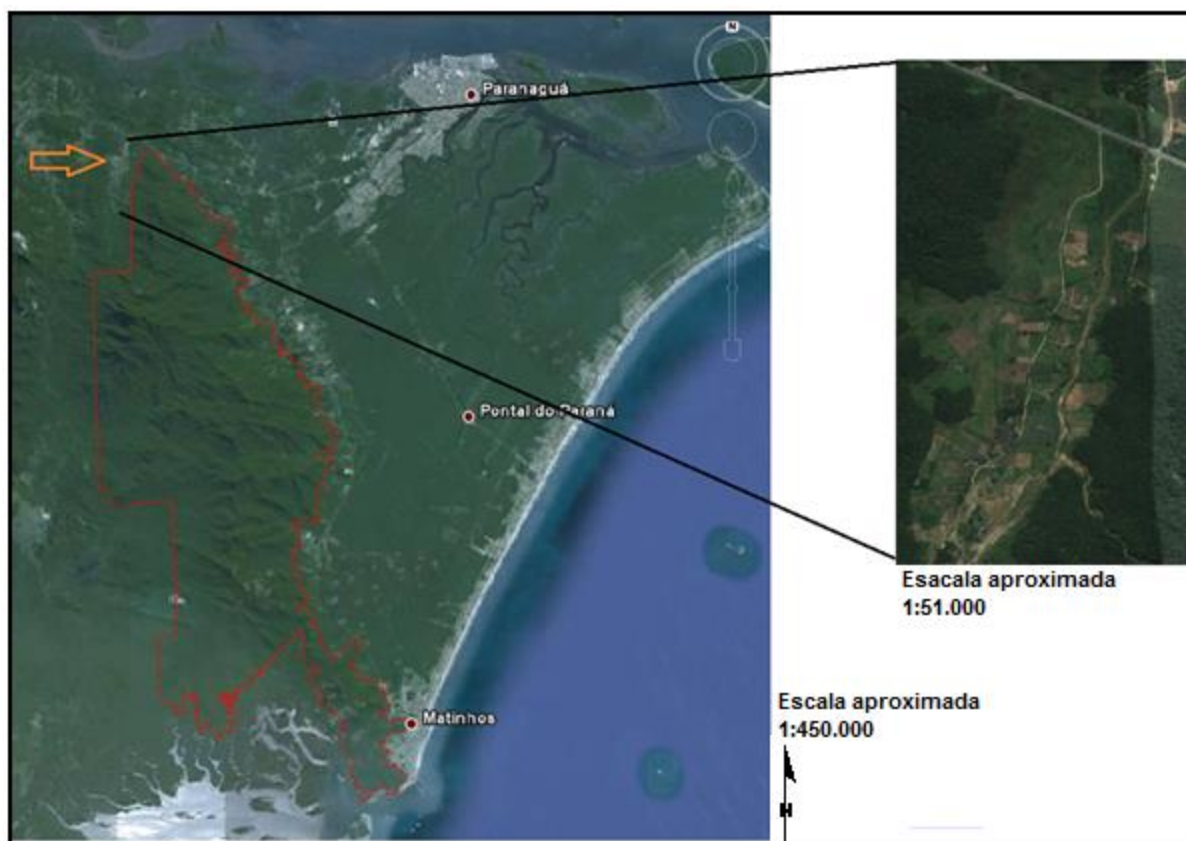 N
Paranaguá
Pontal do Paraná
Matinhos
Esacala aproximada
1:51.000
Escala aproximada
1:450.000
N